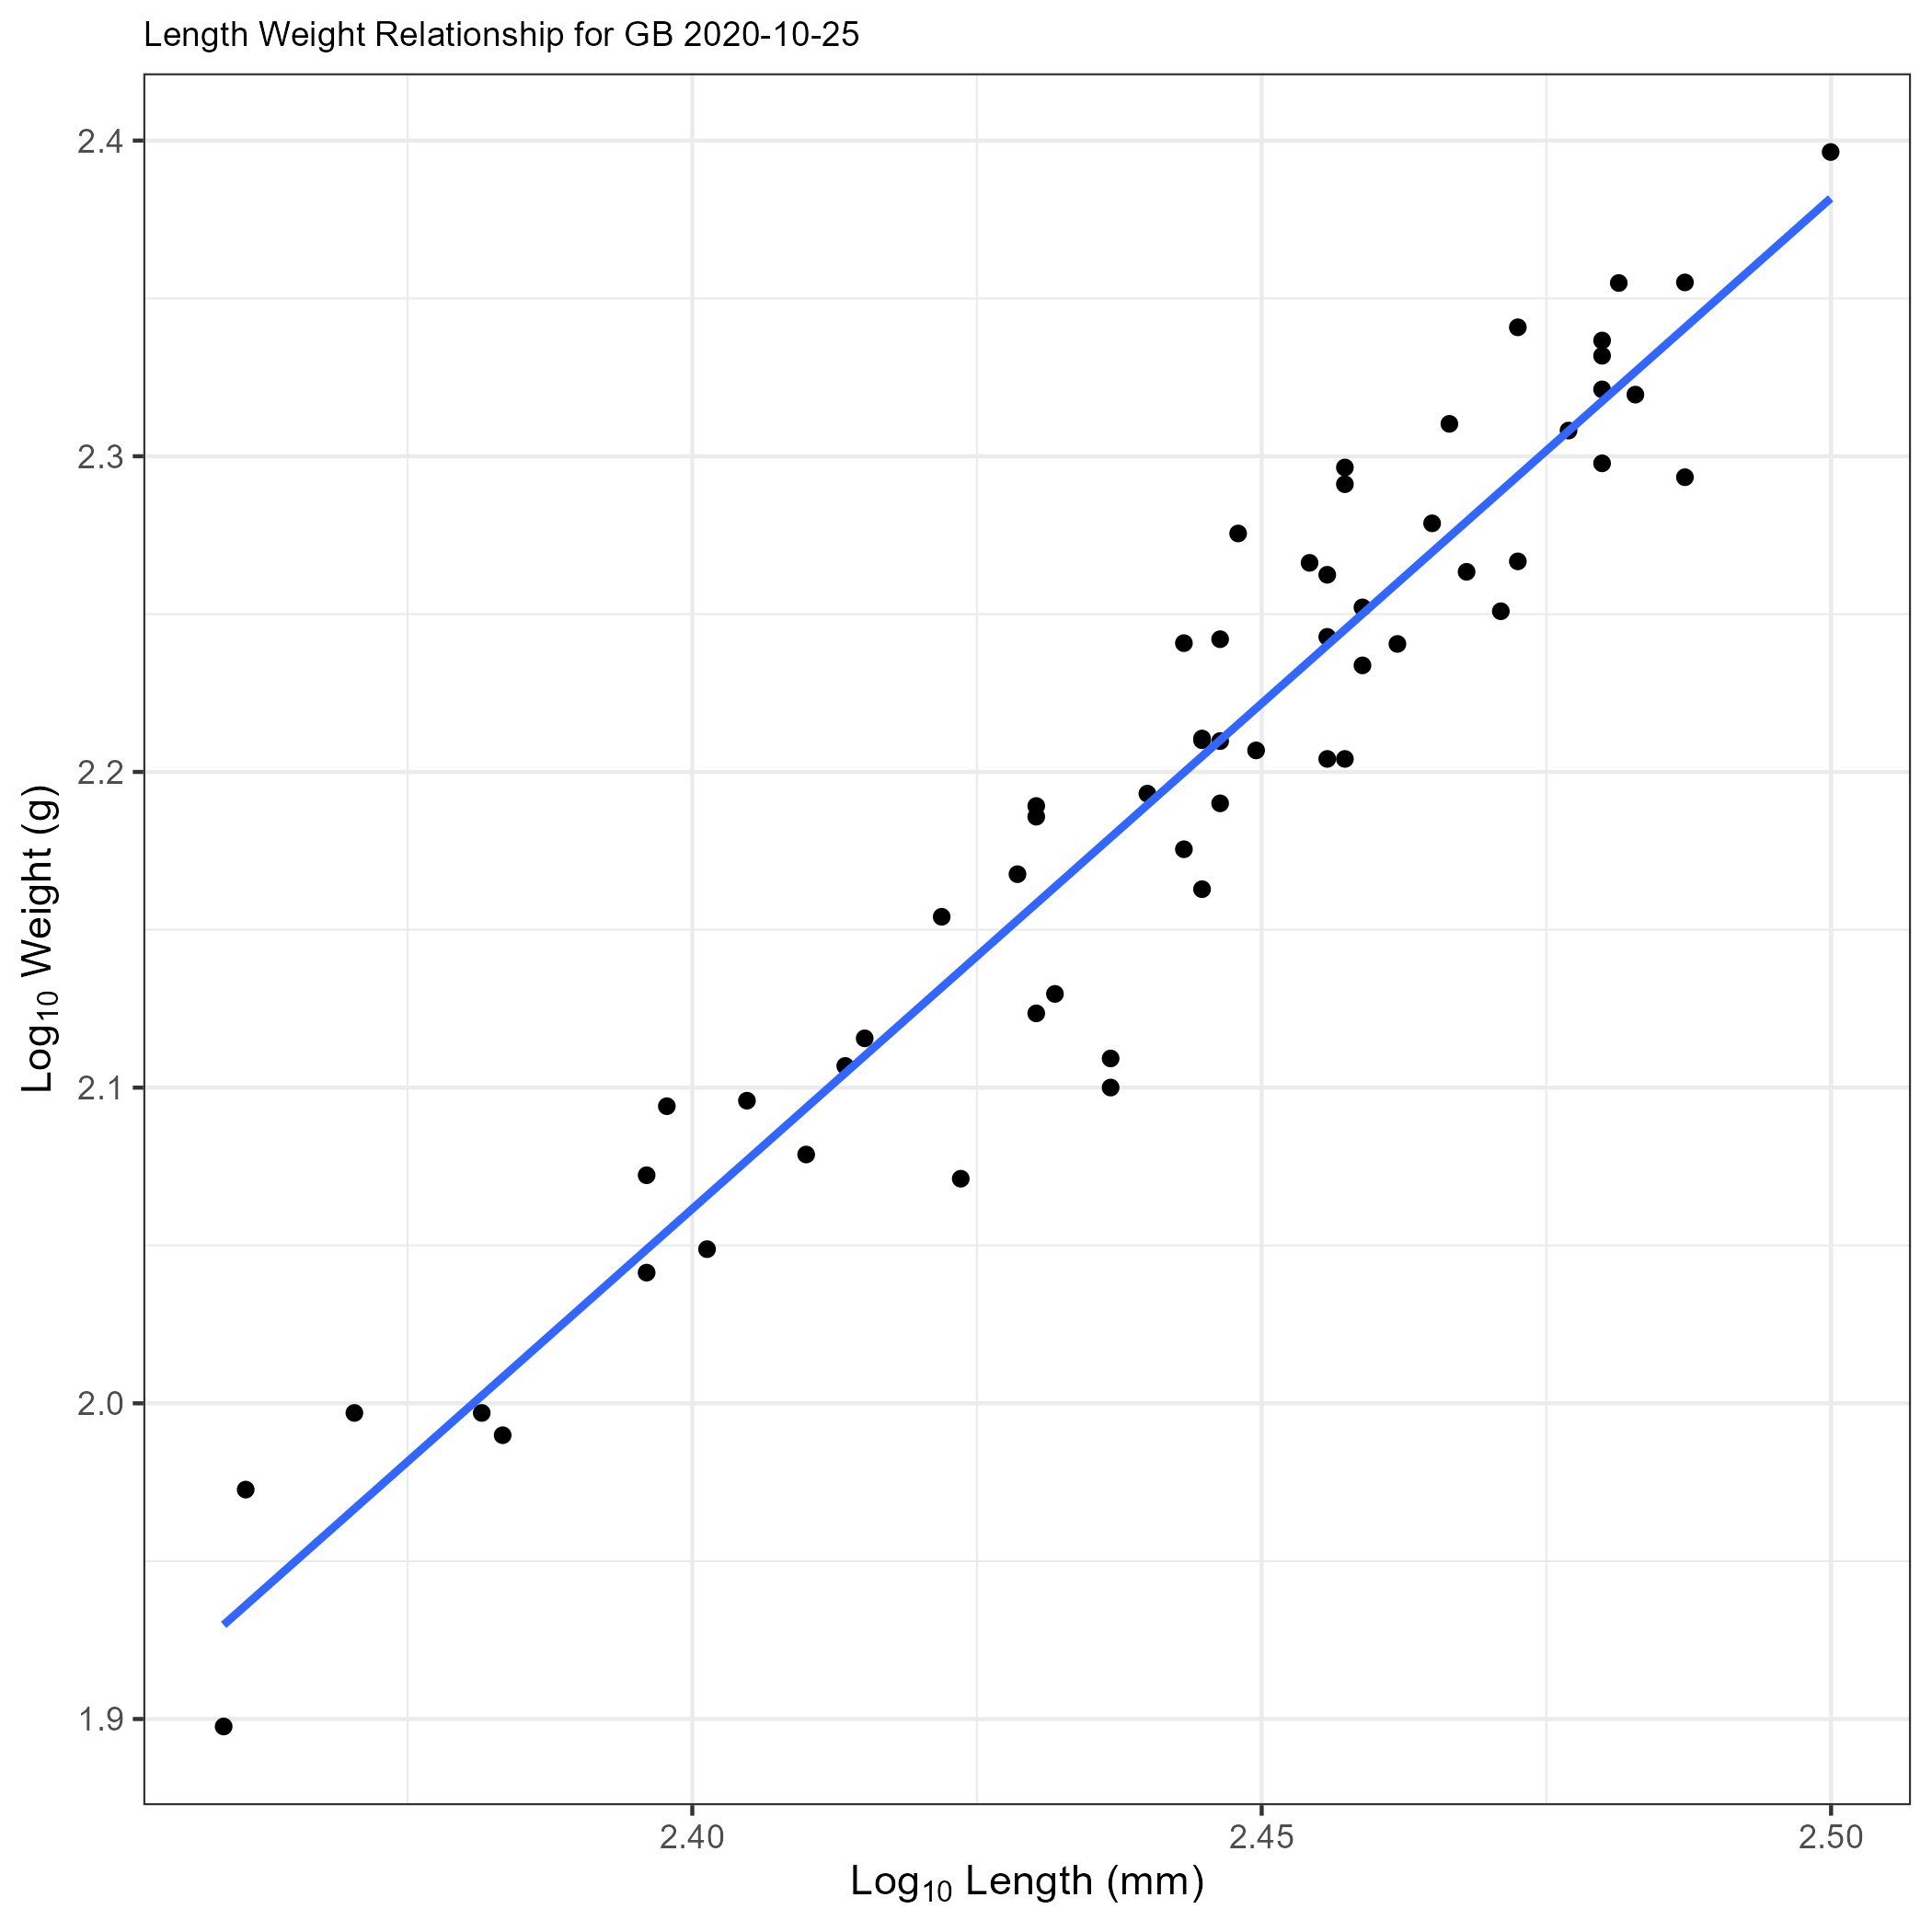 Length Weight Relationship for GB 2020-10-25
2.4
2.3
2.2
2.1
2.0
1.9
Log₁₀ Weight (g)
2.40 2.45 2.50
Log₁₀ Length (mm)